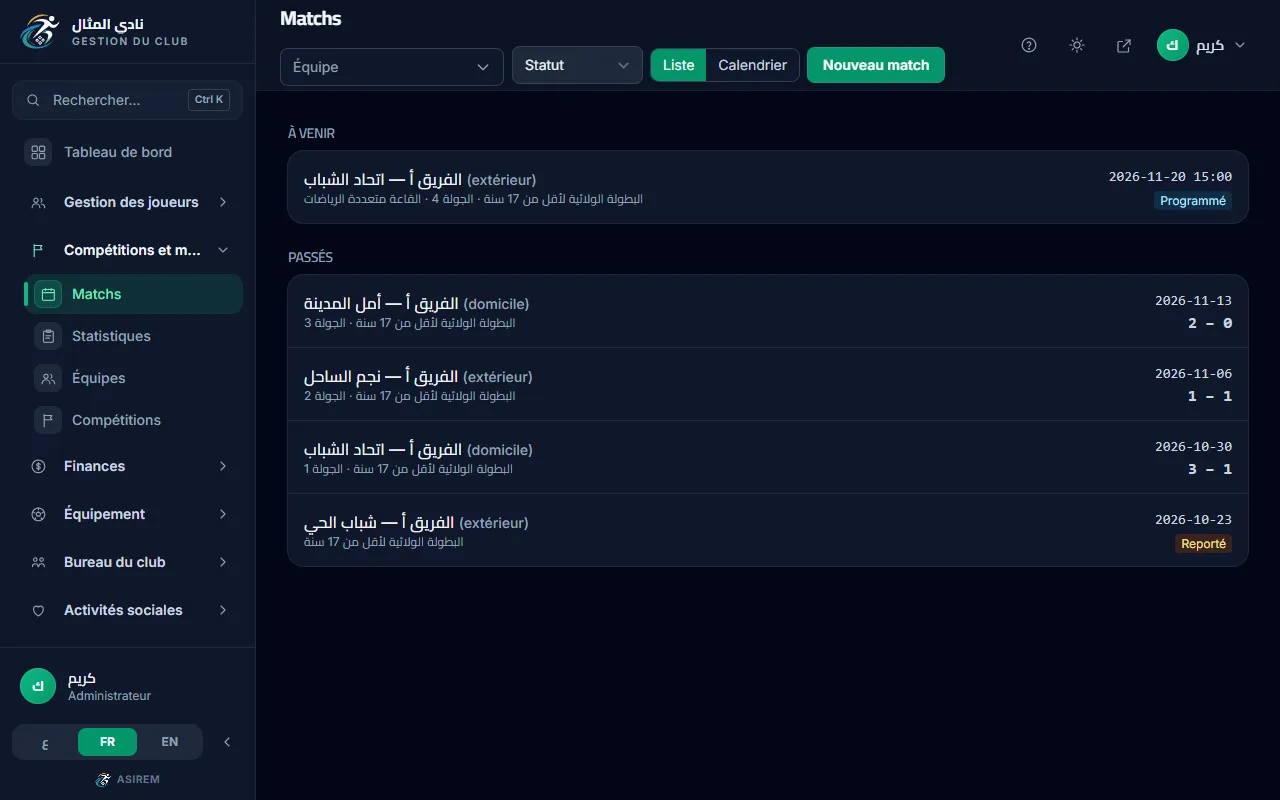 نادي المثال
GESTION DU CLUB
Rechercher...
Ctrl K
Tableau de bord
Gestion des joueurs
Compétitions et m...
Matchs
Statistiques
Équipes
Compétitions
Finances
Équipement
Bureau du club
Activités sociales
ك
كريم
Administrateur
ع
FR
EN
ASIREM
Matchs
Équipe
Statut
Liste
Calendrier
Nouveau match
ك
كريم
À VENIR
الفريق أ — اتحاد الشباب (extérieur)
2026-11-20 15:00
البطولة الولائية لأقل من 17 سنة · الجولة 4 · القاعة متعددة الرياضات
Programmé
PASSÉS
الفريق أ — أمل المدينة (domicile)
2026-11-13
البطولة الولائية لأقل من 17 سنة · الجولة 3
2 – 0
الفريق أ — نجم الساحل (extérieur)
2026-11-06
البطولة الولائية لأقل من 17 سنة · الجولة 2
1 – 1
الفريق أ — اتحاد الشباب (domicile)
2026-10-30
البطولة الولائية لأقل من 17 سنة · الجولة 1
3 – 1
الفريق أ — شباب الحي (extérieur)
2026-10-23
البطولة الولائية لأقل من 17 سنة
Reporté